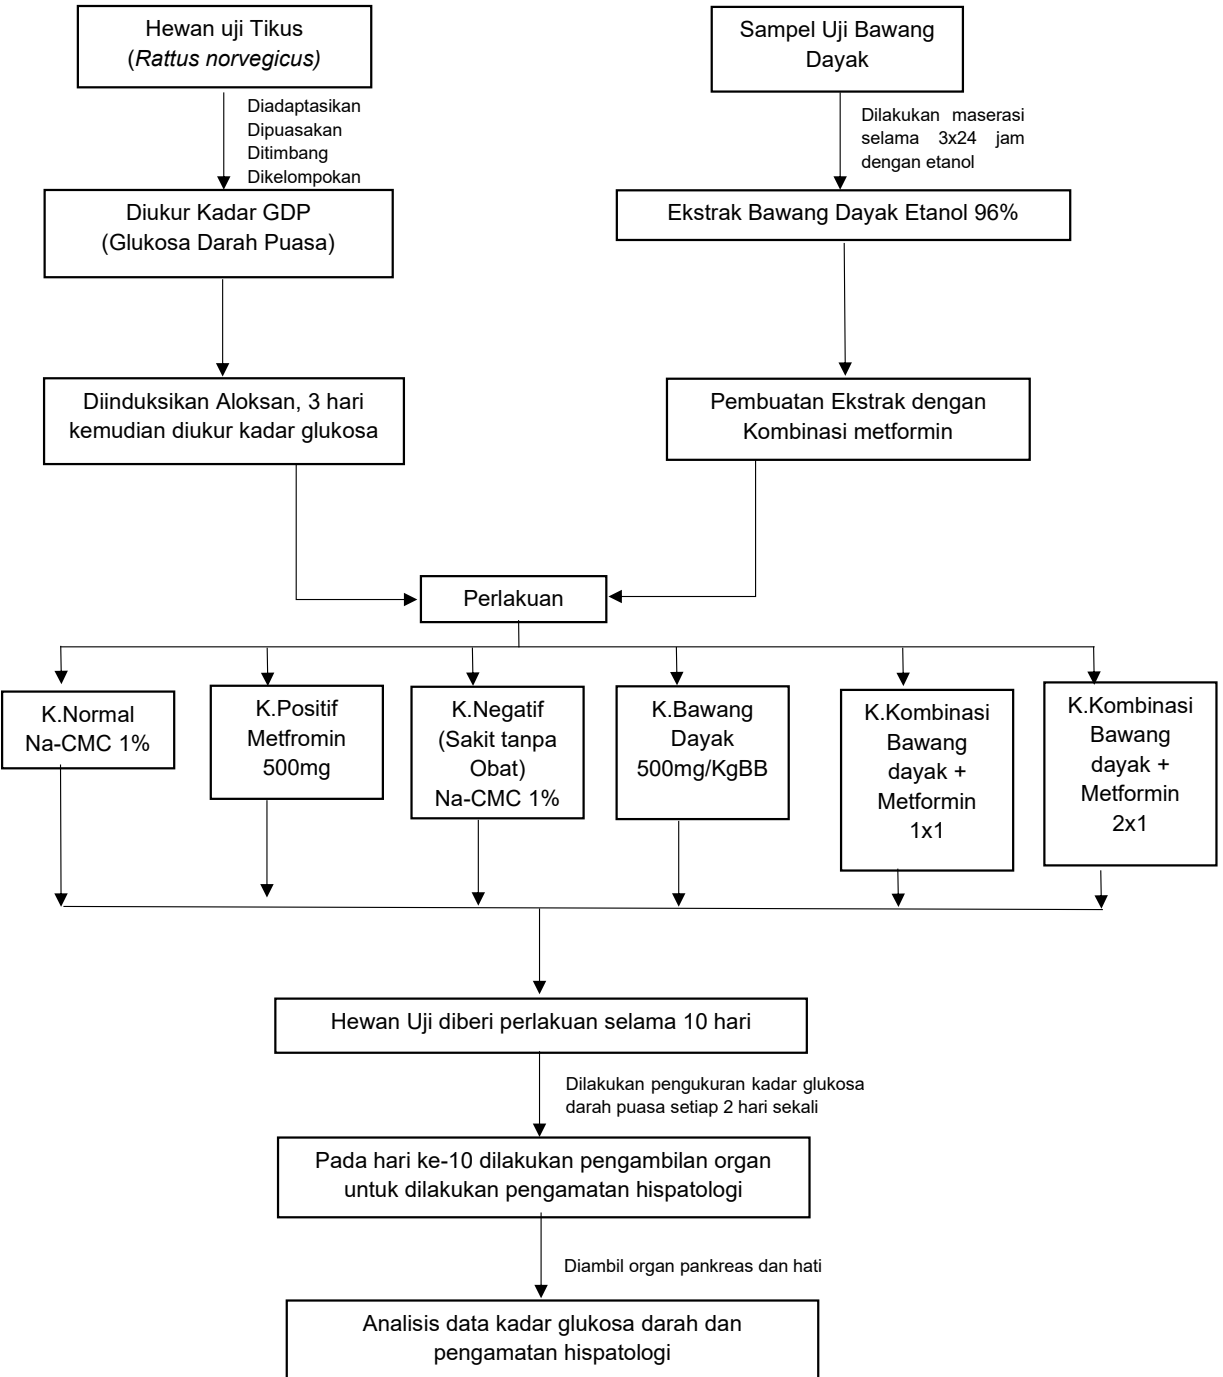 Hewan uji Tikus
(Rattus norvegicus)
Sampel Uji Bawang
Dayak
Diadaptasikan
Dipuasakan
Ditimbang
Dikelompokan
Dilakukan maserasi
selama 3x24 jam
dengan etanol
Diukur Kadar GDP
(Glukosa Darah Puasa)
Ekstrak Bawang Dayak Etanol 96%
Diinduksikan Aloksan, 3 hari
kemudian diukur kadar glukosa
Pembuatan Ekstrak dengan
Kombinasi metformin
Perlakuan
K.Normal
Na-CMC 1%
K.Positif
Metfromin
500mg
K.Negatif
(Sakit tanpa
Obat)
Na-CMC 1%
K.Bawang
Dayak
500mg/KgBB
K.Kombinasi
Bawang
dayak +
Metformin
1x1
K.Kombinasi
Bawang
dayak +
Metformin
2x1
Hewan Uji diberi perlakuan selama 10 hari
Dilakukan pengukuran kadar glukosa
darah puasa setiap 2 hari sekali
Pada hari ke-10 dilakukan pengambilan organ
untuk dilakukan pengamatan hispatologi
Diambil organ pankreas dan hati
Analisis data kadar glukosa darah dan
pengamatan hispatologi